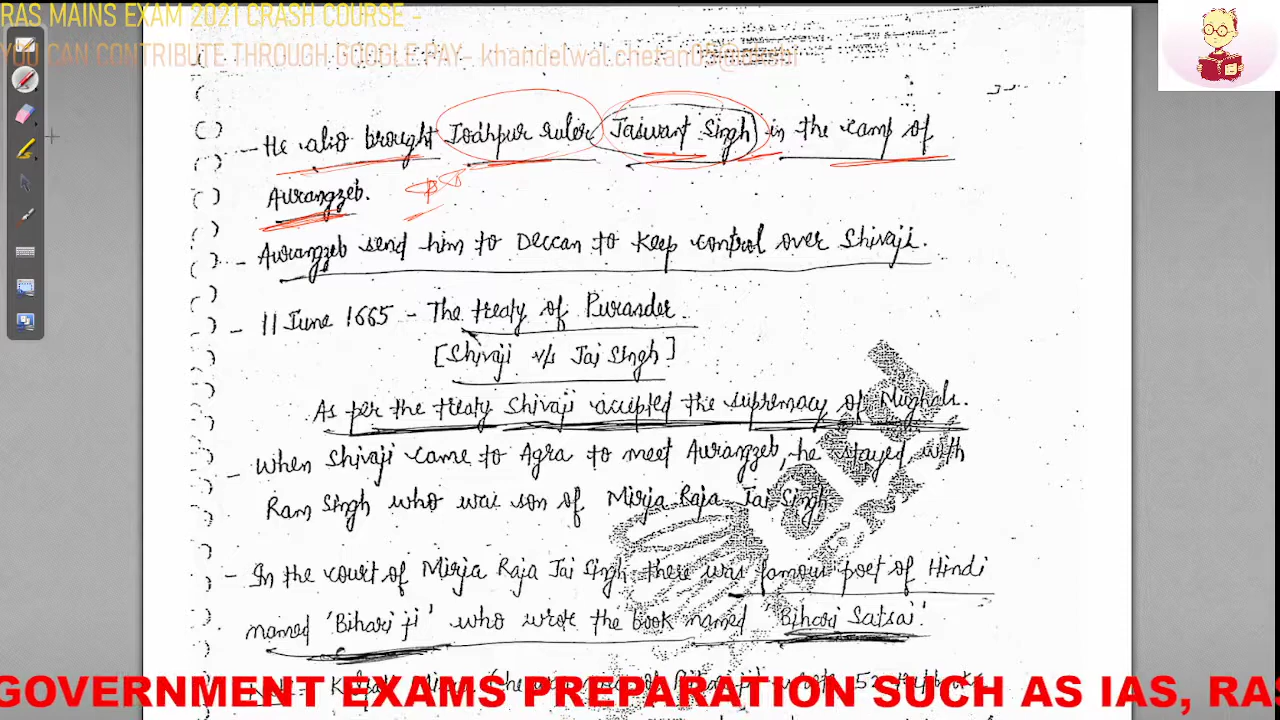 RAS MAINS EXAM 2021 CRASH COURSE -
YOU CAN CONTRIBUTE THROUGH GOOGLE PAY- khandelwal.chetan09@
- He also brought Jodhpur ruler Jaswant Singh in the camp of
Aurangzeb.
- Aurangzeb send him to Deccan to keep control over Shivaji.
- 11 June 1665 - The treaty of Purander
[Shivaji v/s Jai Singh]
As per the treaty Shivaji accepted the supremacy of Mughals.
- When Shivaji came to Agra to meet Aurangzeb, he stayed with
Ram Singh who was son of Mirja Raja Jai Singh
- In the court of Mirja Raja Jai Singh there was famous poet of Hindi
named 'Bihari ji' who wrote the book named 'Bihari Satsai'
GOVERNMENT EXAMS PREPARATION SUCH AS IAS, RAS